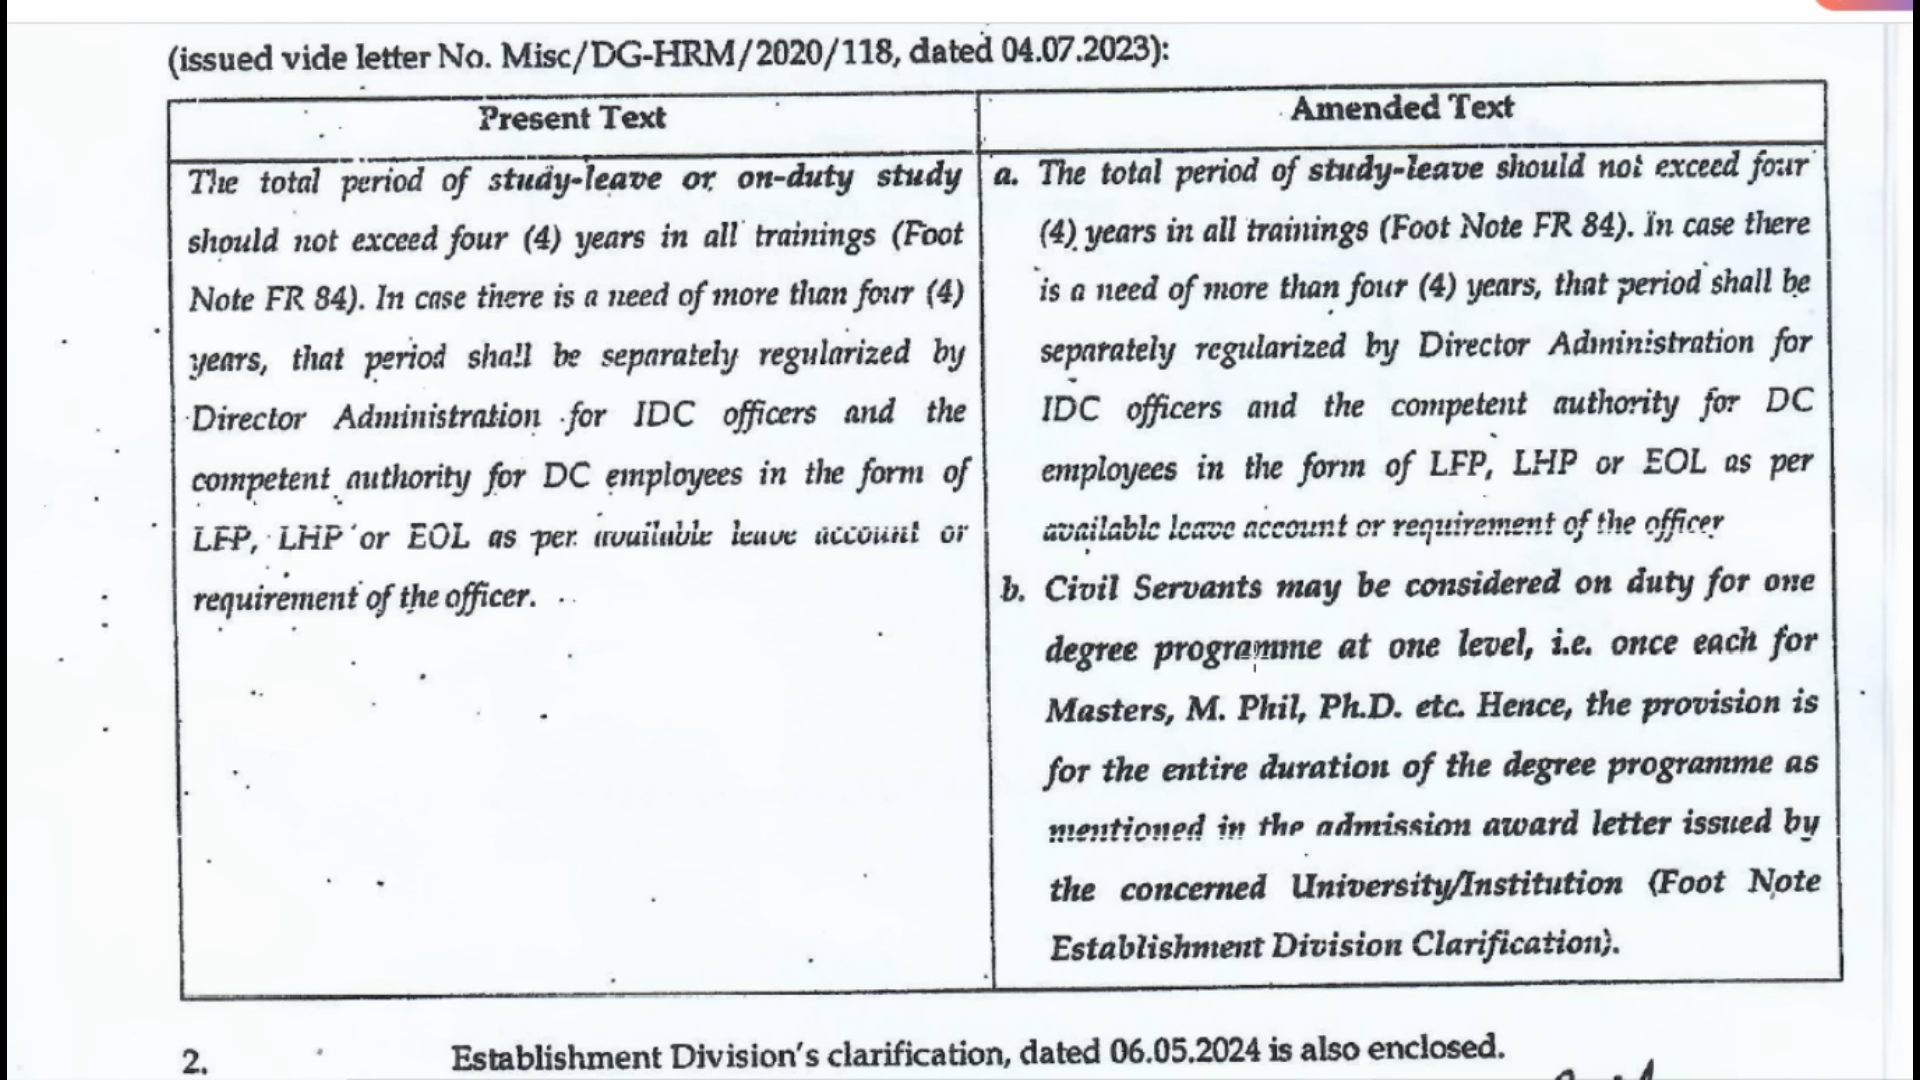 (issued vide letter No. Misc/DG-HRM/2020/118, dated 04.07.2023):
Present Text
The total period of study-leave or on-duty study
should not exceed four (4) years in all trainings (Foot
Note FR 84). In case there is a need of more than four (4)
years, that period shall be separately regularized by
Director Administration for IDC officers and the
competent authority for DC employees in the form of
LFP, LHP or EOL as per available leave account or
requirement of the officer.
Amended Text
a. The total period of study-leave should not exceed four
(4) years in all trainings (Foot Note FR 84). In case there
is a need of more than four (4) years, that period shall be
separately regularized by Director Administration for
IDC officers and the competent authority for DC
employees in the form of LFP, LHP or EOL as per
available leave account or requirement of the officer
b. Civil Servants may be considered on duty for one
degree programme at one level, i.e. once each for
Masters, M. Phil, Ph.D. etc. Hence, the provision is
for the entire duration of the degree programme as
mentioned in the admission award letter issued by
the concerned University/Institution (Foot Note
Establishment Division Clarification).
2. Establishment Division's clarification, dated 06.05.2024 is also enclosed.